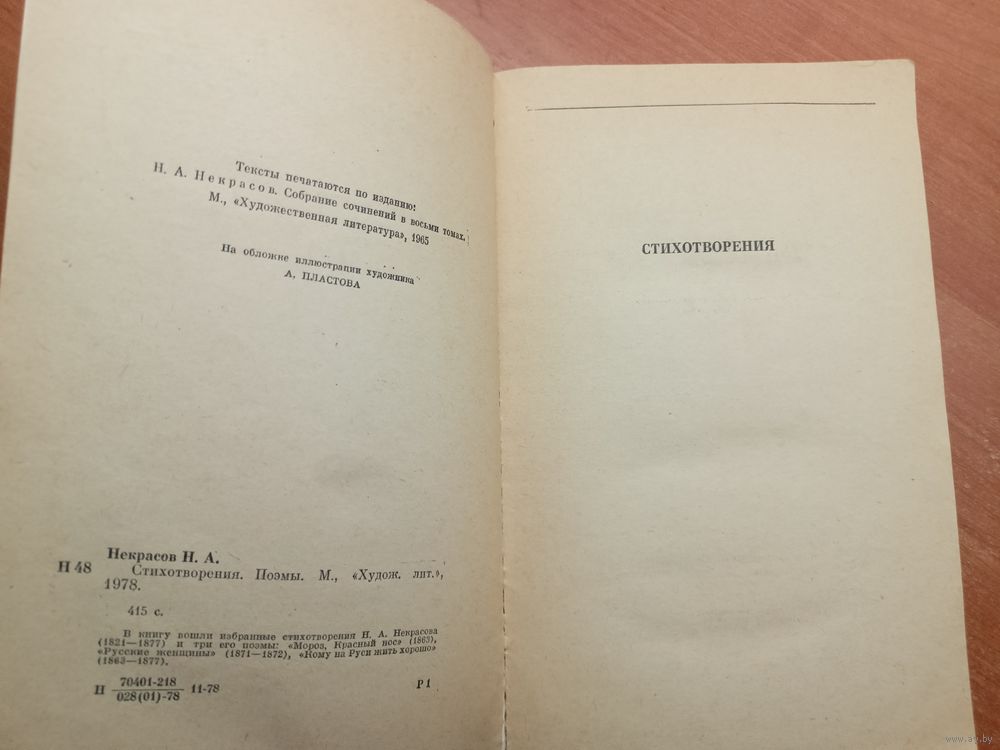 Тексты печатаются по изданию:
Н. А. Некрасов. Собрание сочинений в восьми томах.
М., «Художественная литература», 1965
На обложке иллюстрации художника
А. ПЛАСТОВА
Некрасов Н. А.
Н 48 Стихотворения. Поэмы. М., «Худож. лит.»,
1978.
415 с.
В книгу вошли избранные стихотворения Н. А. Некрасова
(1821—1877) и три его поэмы: «Мороз, Красный нос» (1863),
«Русские женщины» (1871—1872), «Кому на Руси жить хорошо»
(1863—1877).
70401-218
Н 11-78 Р1
028(01)-78
СТИХОТВОРЕНИЯ
www.ay.by